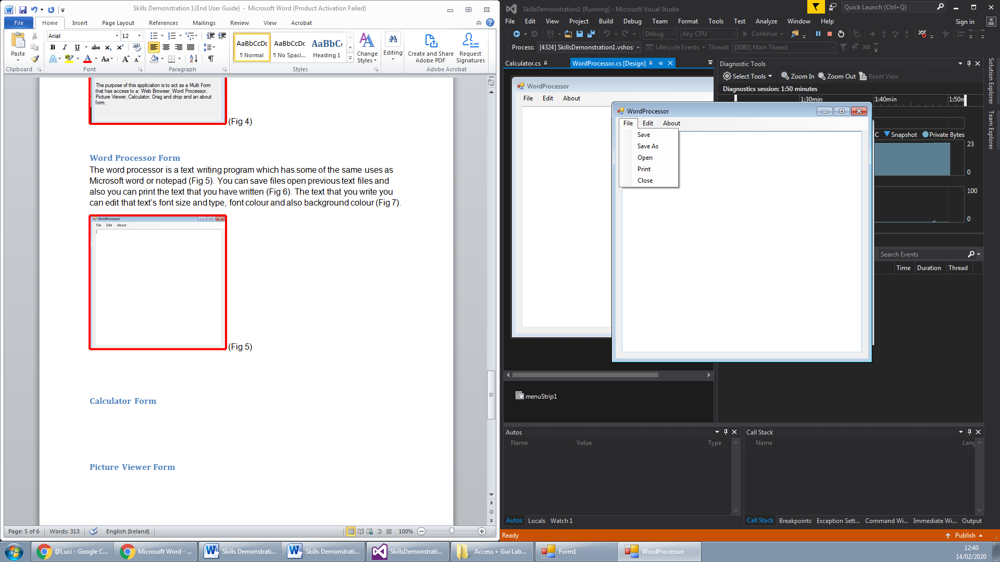 Skills Demonstration 1(End User Guide) - Microsoft Word (Product Activation Failed)
File Home Insert Page Layout References Mailings Review View Acrobat
Paste
Clipboard
Arial 12
Font
Paragraph
AaBbCcDc AaBbCcDc AaBbCc
¶ Normal ¶ No Spaci... Heading 1
Change Styles
Styles
Editing
Create and Share Adobe PDF
Request Signatures
Adobe Acrobat
The purpose of this application is to act as a Multi Form
that has access to a: Web Browser, Word Processor,
Picture Viewer, Calculator, Drag and drop and an about
form.
(Fig 4)
Word Processor Form
The word processor is a text writing program which has some of the same uses as
Microsoft word or notepad (Fig 5). You can save files open previous text files and
also you can print the text that you have written (Fig 6). The text that you write you
can edit that text's font size and type, font colour and also background colour (Fig 7).
WordProcessor
File Edit About
(Fig 5)
Calculator Form
Picture Viewer Form
Page: 5 of 6 Words: 313 English (Ireland) 100%
SkillsDemonstration1 (Running) - Microsoft Visual Studio
Quick Launch (Ctrl+Q)
File Edit View Project Build Debug Team Format Tools Test Analyze Window Help
Sign in
Debug Any CPU Continue
Process: [4324] SkillsDemonstration1.vshos Lifecycle Events Thread: [5080] Main Thread
Calculator.cs WordProcessor.cs [Design]
WordProcessor
File Edit About
menuStrip1
WordProcessor
File Edit About
Save
Save As
Open
Print
Close
Diagnostic Tools
Select Tools Zoom In Zoom Out Reset View
Diagnostics session: 1:50 minutes
1:30min 1:40min 1:50m
C Snapshot Private Bytes
23
0
100
0
Search Events
Time Duration Thread
Solution Explorer
Team Explorer
Autos
Name Value Type
Autos Locals Watch 1
Call Stack
Name Lang
Call Stack Breakpoints Exception Sett... Command Wi... Immediate Wi... Output
Ready
Publish
@Luci - Google C... Microsoft Word - ... Skills Demonstrati... Skills Demonstrati... SkillsDemonstrati... Access + Gui Lab... Form1 WordProcessor
12:40
14/02/2020